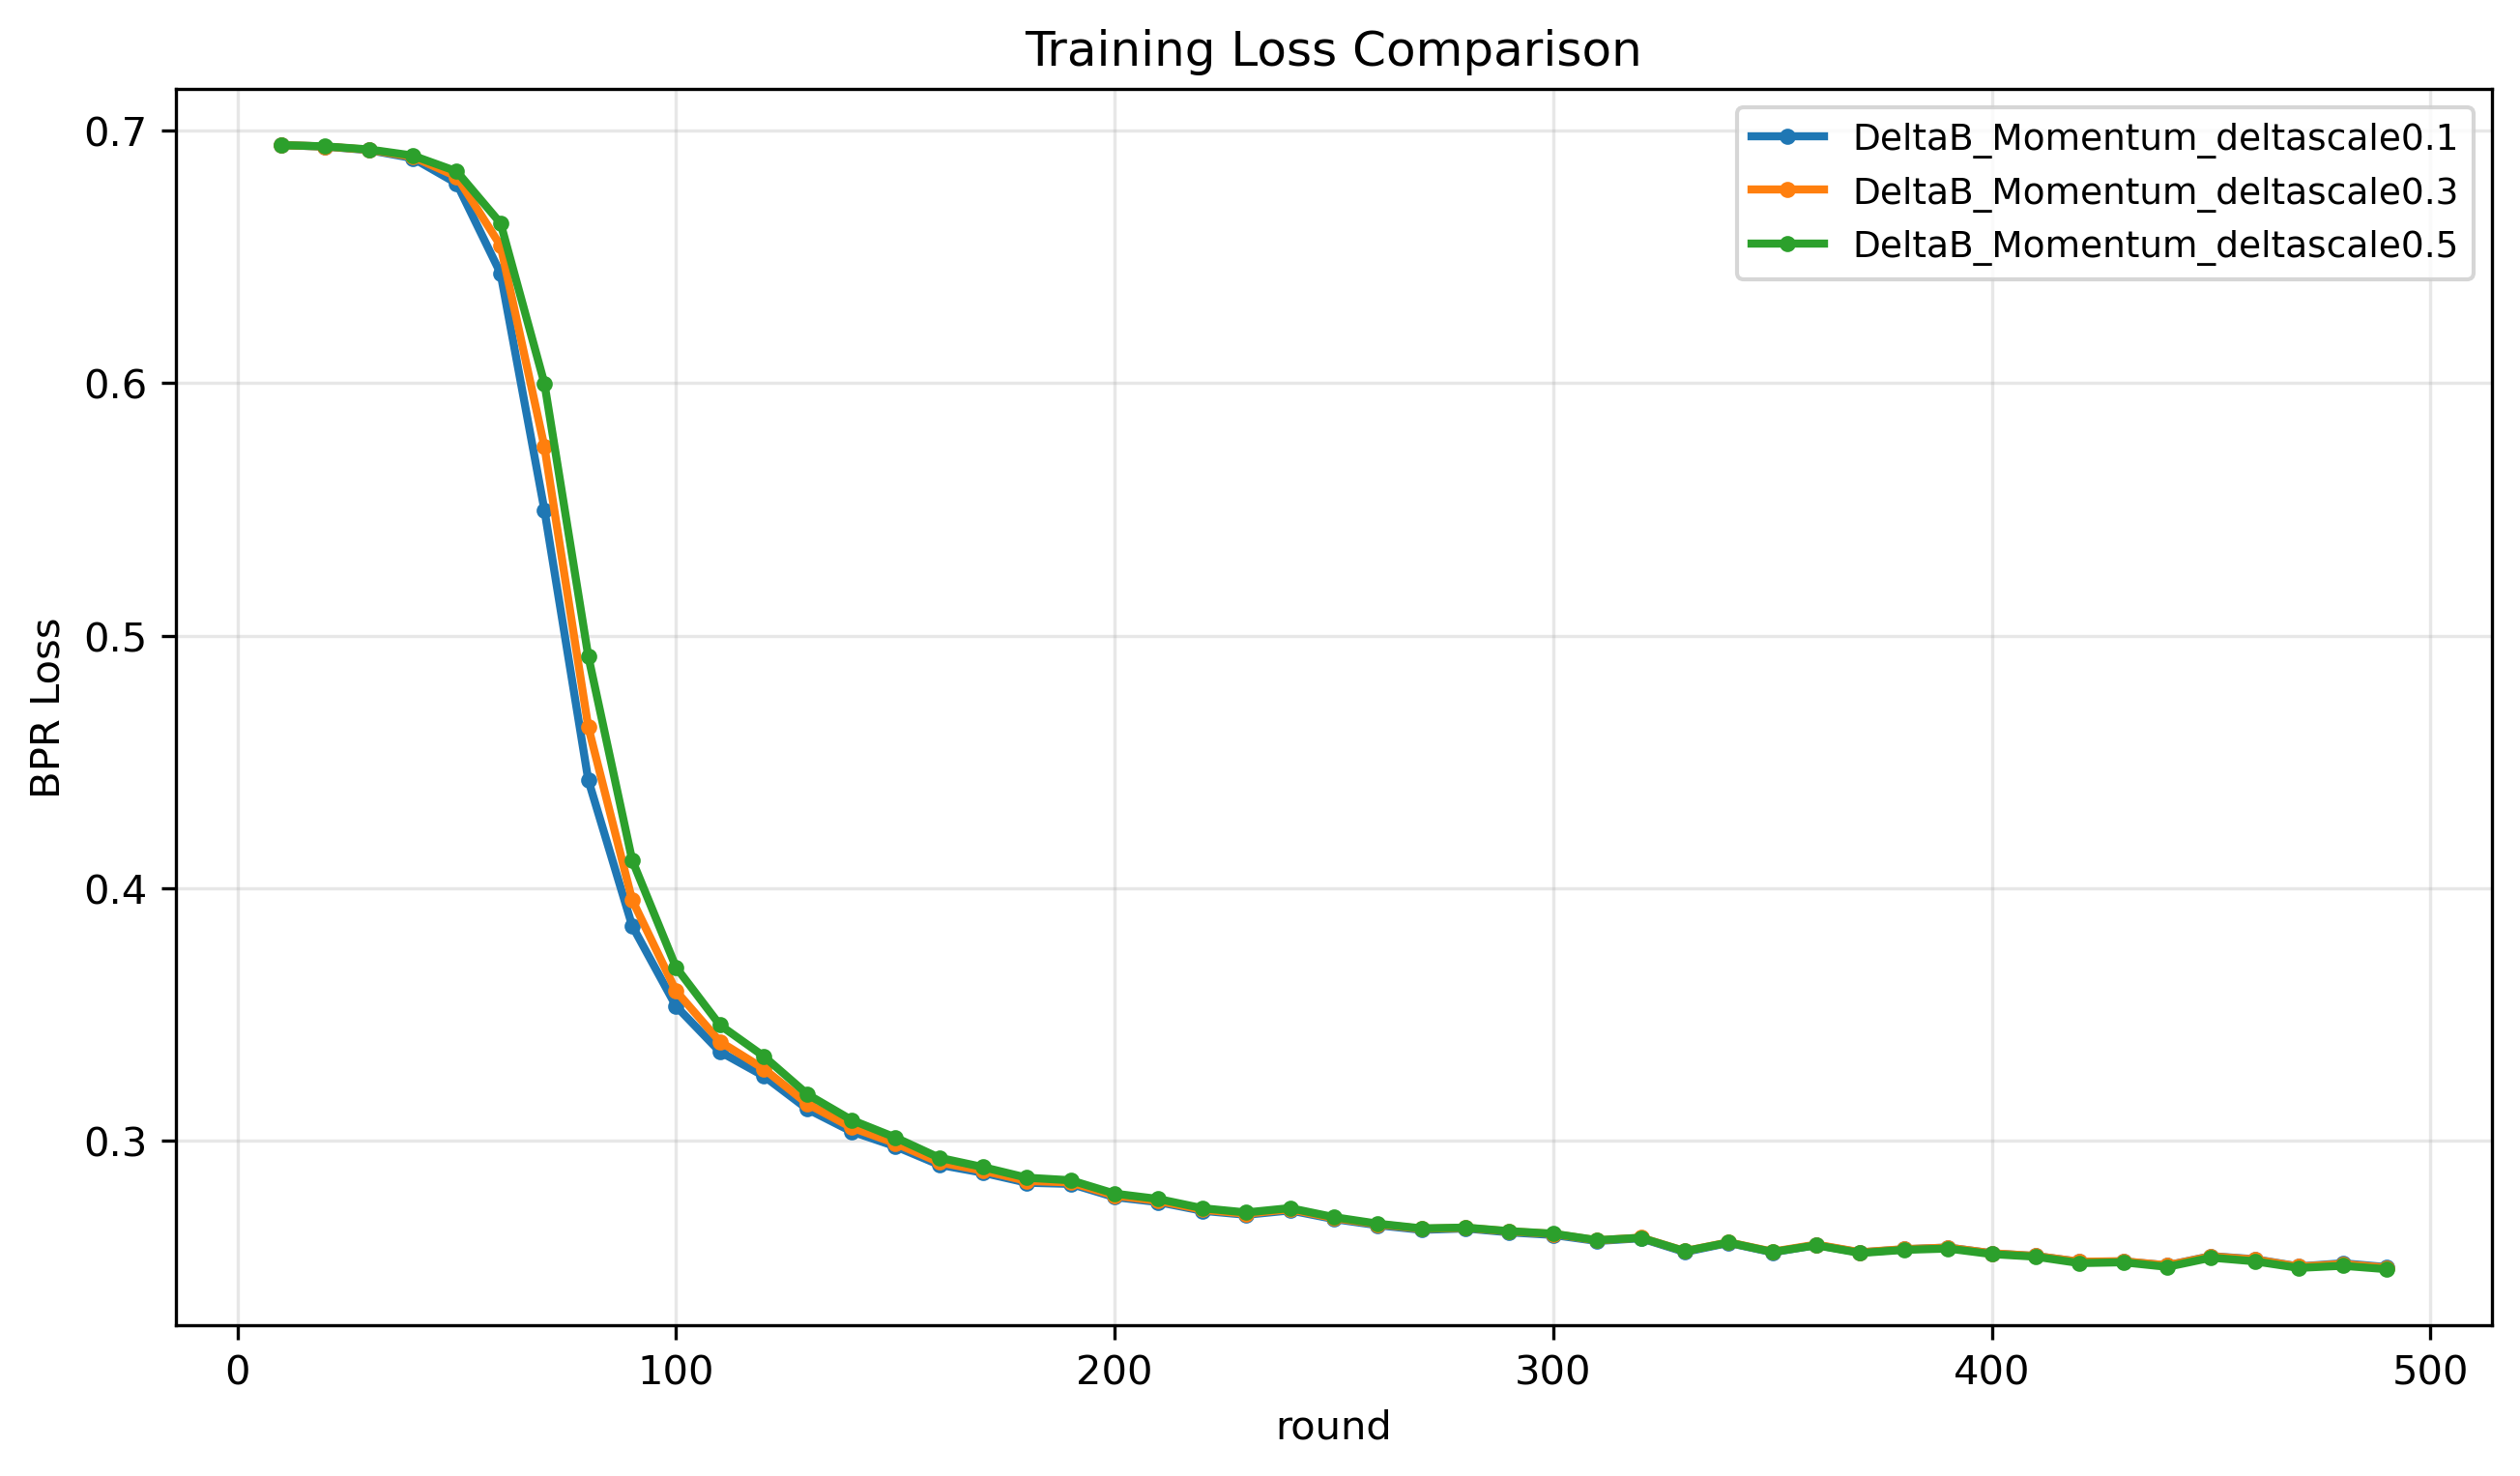 Training Loss Comparison
DeltaB_Momentum_deltascale0.1
DeltaB_Momentum_deltascale0.3
DeltaB_Momentum_deltascale0.5
BPR Loss
0.7
0.6
0.5
0.4
0.3
0
100
200
300
400
500
round